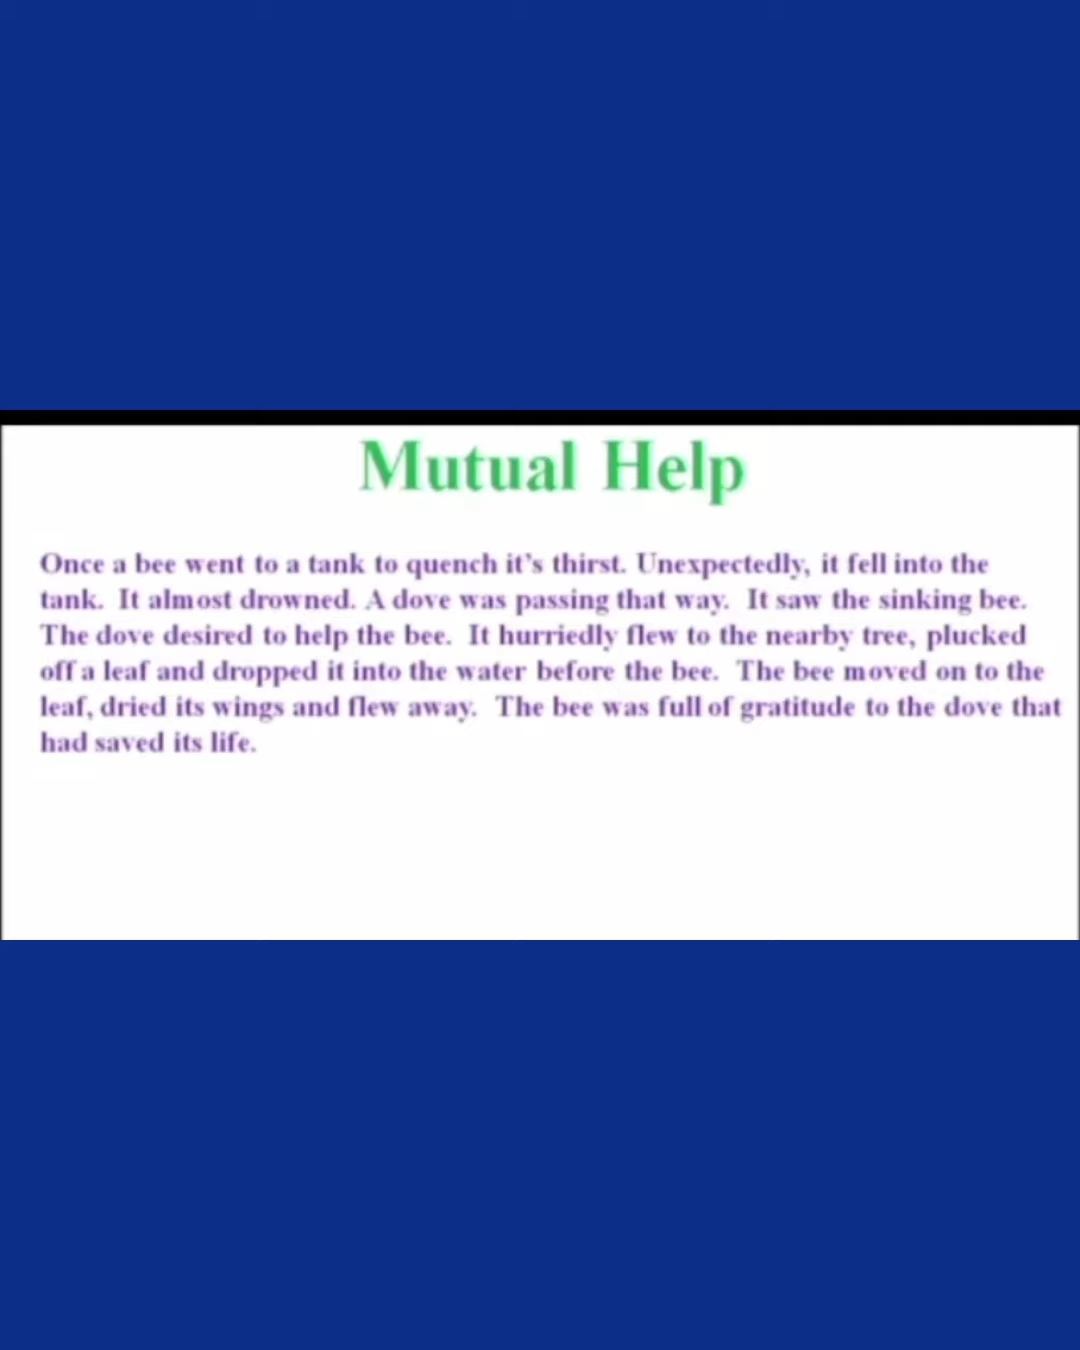 Mutual Help
Once a bee went to a tank to quench it's thirst. Unexpectedly, it fell into the
tank. It almost drowned. A dove was passing that way. It saw the sinking bee.
The dove desired to help the bee. It hurriedly flew to the nearby tree, plucked
off a leaf and dropped it into the water before the bee. The bee moved on to the
leaf, dried its wings and flew away. The bee was full of gratitude to the dove that
had saved its life.